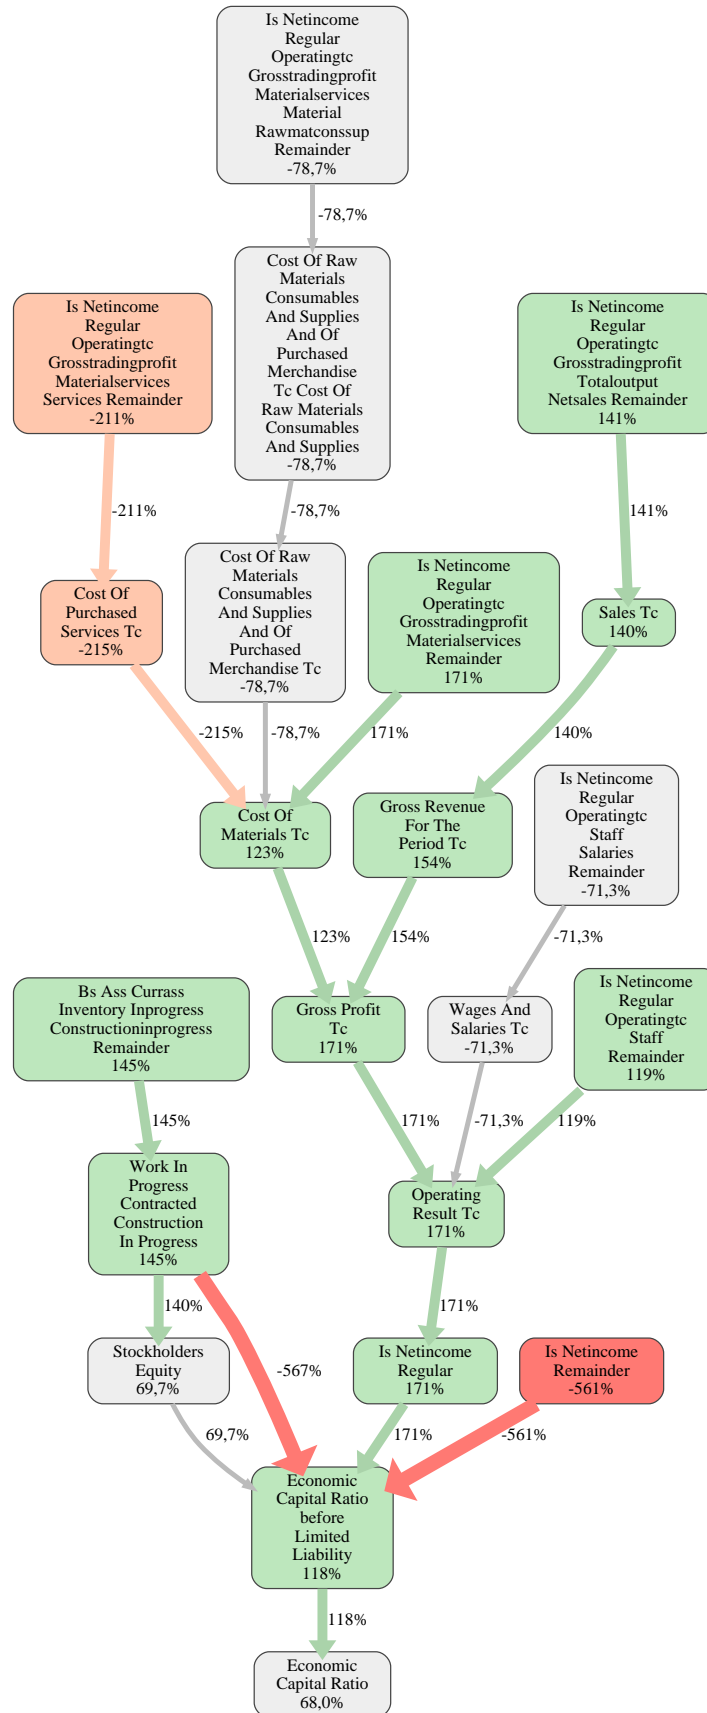 Is Netincome
Regular
Operatingtc
Grosstradingprofit
Materialservices
Material
Rawmatconssup
Remainder
-78,7%
-78,7%
Cost Of Raw
Materials
Consumables
And Supplies
And Of
Purchased
Merchandise
Tc Cost Of
Raw Materials
Consumables
And Supplies
-78,7%
Is Netincome
Regular
Operatingtc
Grosstradingprofit
Materialservices
Services Remainder
-211%
Is Netincome
Regular
Operatingtc
Grosstradingprofit
Totaloutput
Netsales Remainder
141%
-211%
-78,7%
141%
Cost Of
Purchased
Services Tc
-215%
Cost Of Raw
Materials
Consumables
And Supplies
And Of
Purchased
Merchandise Tc
-78,7%
Is Netincome
Regular
Operatingtc
Grosstradingprofit
Materialservices
Remainder
171%
Sales Tc
140%
-215%
-78,7%
171%
140%
Cost Of
Materials Tc
123%
Gross Revenue
For The
Period Tc
154%
Is Netincome
Regular
Operatingtc
Staff
Salaries
Remainder
-71,3%
123%
154%
-71,3%
Bs Ass Currass
Inventory Inprogress
Constructioninprogress
Remainder
145%
Gross Profit
Tc
171%
Wages And
Salaries Tc
-71,3%
Is Netincome
Regular
Operatingtc
Staff
Remainder
119%
145%
171%
-71,3%
119%
Work In
Progress
Contracted
Construction
In Progress
145%
Operating
Result Tc
171%
140%
-567%
171%
Stockholders
Equity
69,7%
Is Netincome
Regular
171%
Is Netincome
Remainder
-561%
69,7%
171%
-561%
Economic
Capital Ratio
before
Limited
Liability
118%
118%
Economic
Capital Ratio
68,0%